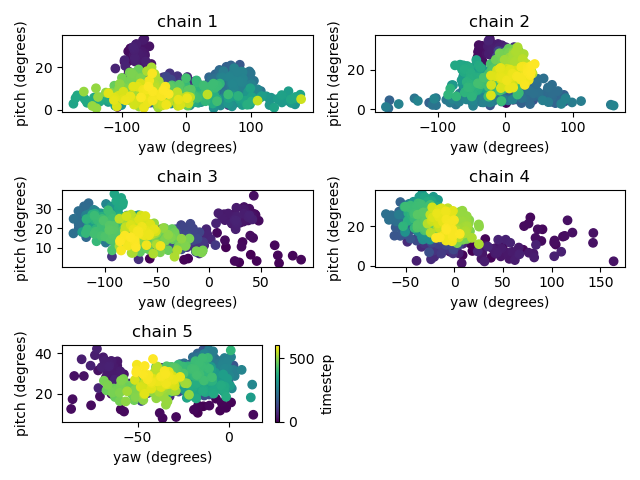 chain 1
pitch (degrees)
20
0
−100 0 100
yaw (degrees)
chain 2
pitch (degrees)
20
0
−100 0 100
yaw (degrees)
chain 3
pitch (degrees)
30
20
10
−100 −50 0 50
yaw (degrees)
chain 4
pitch (degrees)
20
0
−50 0 50 100 150
yaw (degrees)
chain 5
pitch (degrees)
40
20
−50 0
yaw (degrees)
500
0
timestep